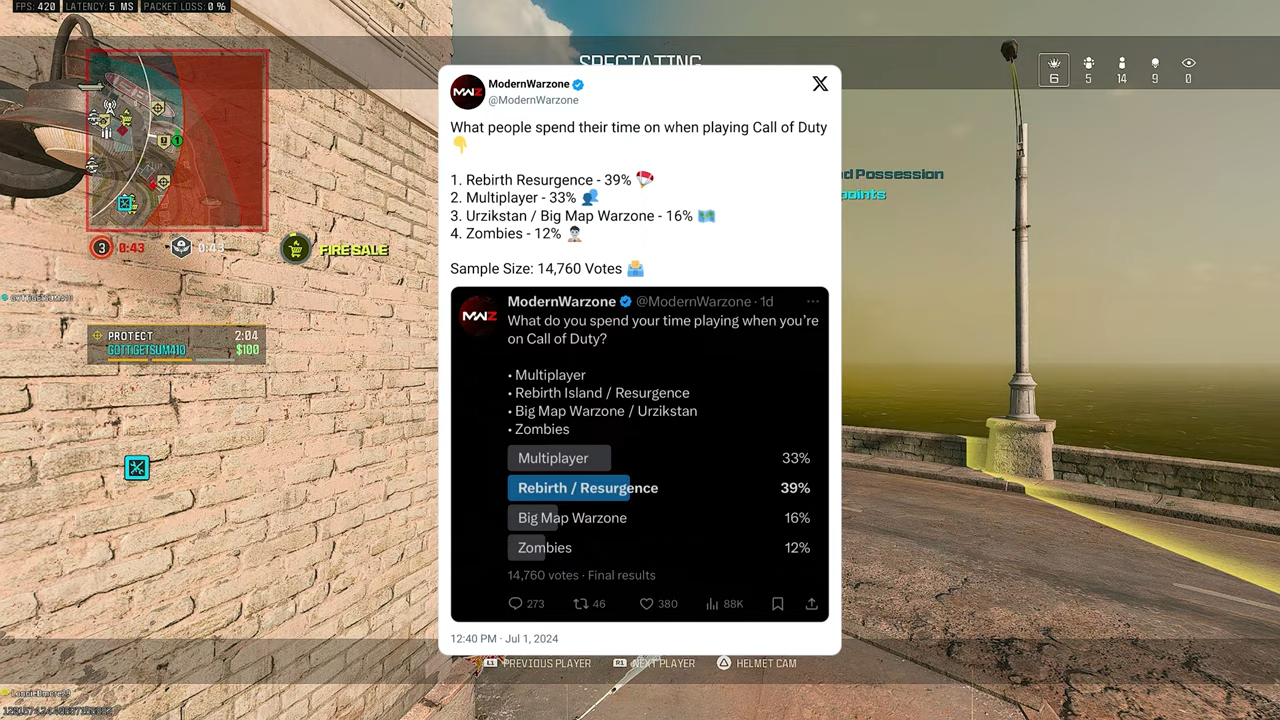 FPS: 420 LATENCY: 5 MS PACKET LOSS: 0 %
SPECTATING
6 5 14 9 0
3 0:43 0:43 FIRE SALE
PROTECT 2:04
GOTTIGETSUM410 $100
ModernWarzone
@ModernWarzone
What people spend their time on when playing Call of Duty
👇
1. Rebirth Resurgence - 39% 🪂
2. Multiplayer - 33% 👥
3. Urzikstan / Big Map Warzone - 16% 🗺️
4. Zombies - 12% 🧟‍♂️
Sample Size: 14,760 Votes 🗳️
MWZ
ModernWarzone @ModernWarzone · 1d
What do you spend your time playing when you're
on Call of Duty?
• Multiplayer
• Rebirth Island / Resurgence
• Big Map Warzone / Urzikstan
• Zombies
Multiplayer 33%
Rebirth / Resurgence 39%
Big Map Warzone 16%
Zombies 12%
14,760 votes · Final results
273 46 380 88K
12:40 PM · Jul 1, 2024
Possession
points
L1 PREVIOUS PLAYER R1 NEXT PLAYER HELMET CAM